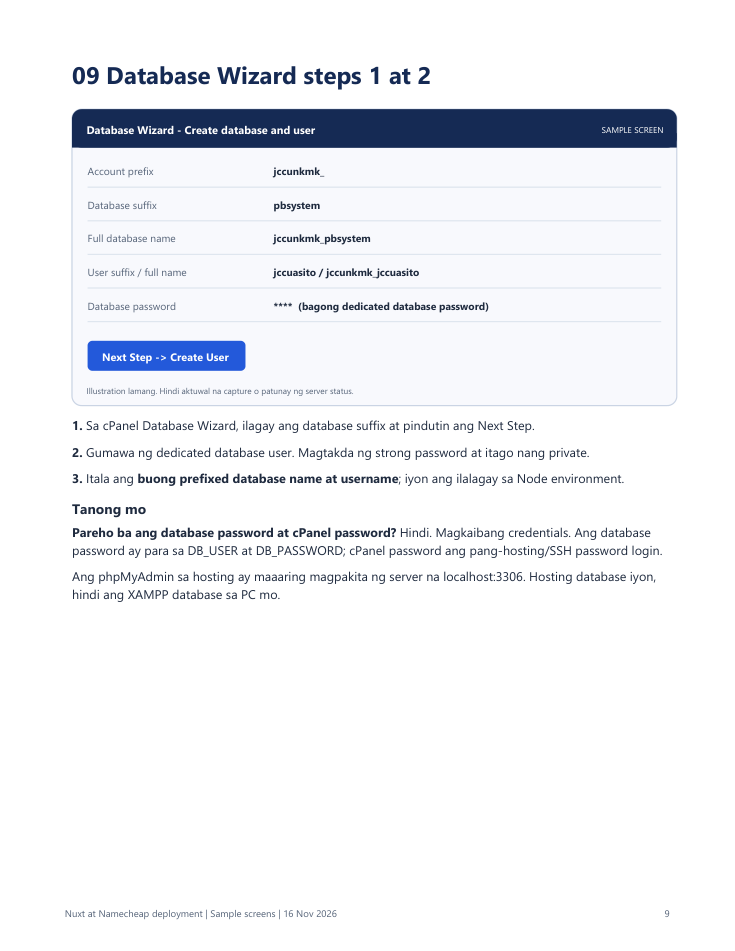 09 Database Wizard steps 1 at 2
Database Wizard - Create database and user
SAMPLE SCREEN
Account prefix jccunkmk_
Database suffix pbsystem
Full database name jccunkmk_pbsystem
User suffix / full name jccuasito / jccunkmk_jccuasito
Database password **** (bagong dedicated database password)
Next Step -> Create User
Illustration lamang. Hindi aktuwal na capture o patunay ng server status.
1. Sa cPanel Database Wizard, ilagay ang database suffix at pindutin ang Next Step.
2. Gumawa ng dedicated database user. Magtakda ng strong password at itago nang private.
3. Itala ang buong prefixed database name at username; iyon ang ilalagay sa Node environment.
Tanong mo
Pareho ba ang database password at cPanel password? Hindi. Magkaibang credentials. Ang database
password ay para sa DB_USER at DB_PASSWORD; cPanel password ang pang-hosting/SSH password login.
Ang phpMyAdmin sa hosting ay maaaring magpakita ng server na localhost:3306. Hosting database iyon,
hindi ang XAMPP database sa PC mo.
Nuxt at Namecheap deployment | Sample screens | 16 Nov 2026
9